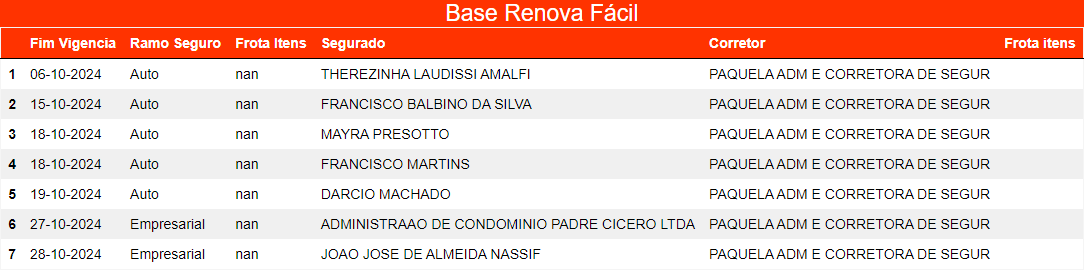 Base Renova Fácil
Fim Vigencia Ramo Seguro Frota Itens Segurado Corretor Frota itens
1 06-10-2024 Auto nan THEREZINHA LAUDISSI AMALFI PAQUELA ADM E CORRETORA DE SEGUR
2 15-10-2024 Auto nan FRANCISCO BALBINO DA SILVA PAQUELA ADM E CORRETORA DE SEGUR
3 18-10-2024 Auto nan MAYRA PRESOTTO PAQUELA ADM E CORRETORA DE SEGUR
4 18-10-2024 Auto nan FRANCISCO MARTINS PAQUELA ADM E CORRETORA DE SEGUR
5 19-10-2024 Auto nan DARCIO MACHADO PAQUELA ADM E CORRETORA DE SEGUR
6 27-10-2024 Empresarial nan ADMINISTRAAO DE CONDOMINIO PADRE CICERO LTDA PAQUELA ADM E CORRETORA DE SEGUR
7 28-10-2024 Empresarial nan JOAO JOSE DE ALMEIDA NASSIF PAQUELA ADM E CORRETORA DE SEGUR